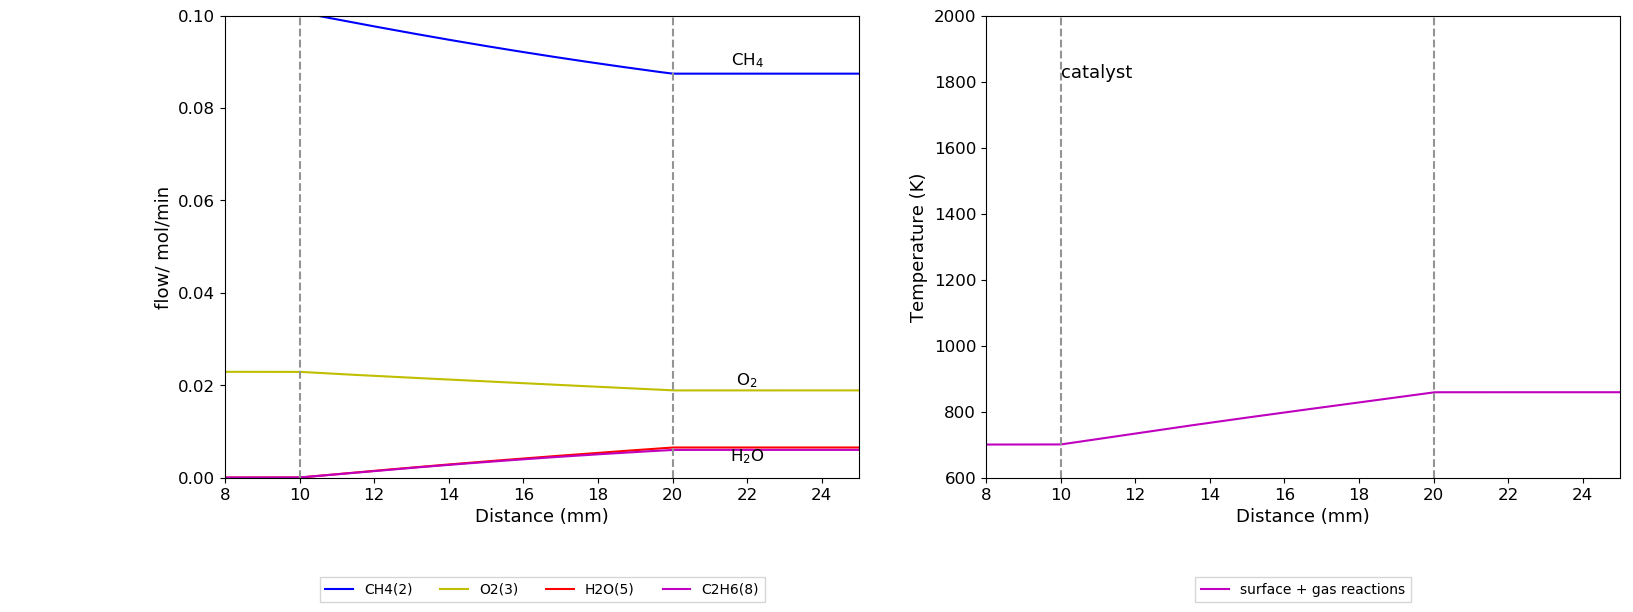 0.10
0.08
0.06
0.04
0.02
0.00
flow/ mol/min
CH₄
O₂
H₂O
8 10 12 14 16 18 20 22 24
Distance (mm)
CH4(2) O2(3) H2O(5) C2H6(8)
2000
1800
1600
1400
1200
1000
800
600
Temperature (K)
catalyst
8 10 12 14 16 18 20 22 24
Distance (mm)
surface + gas reactions